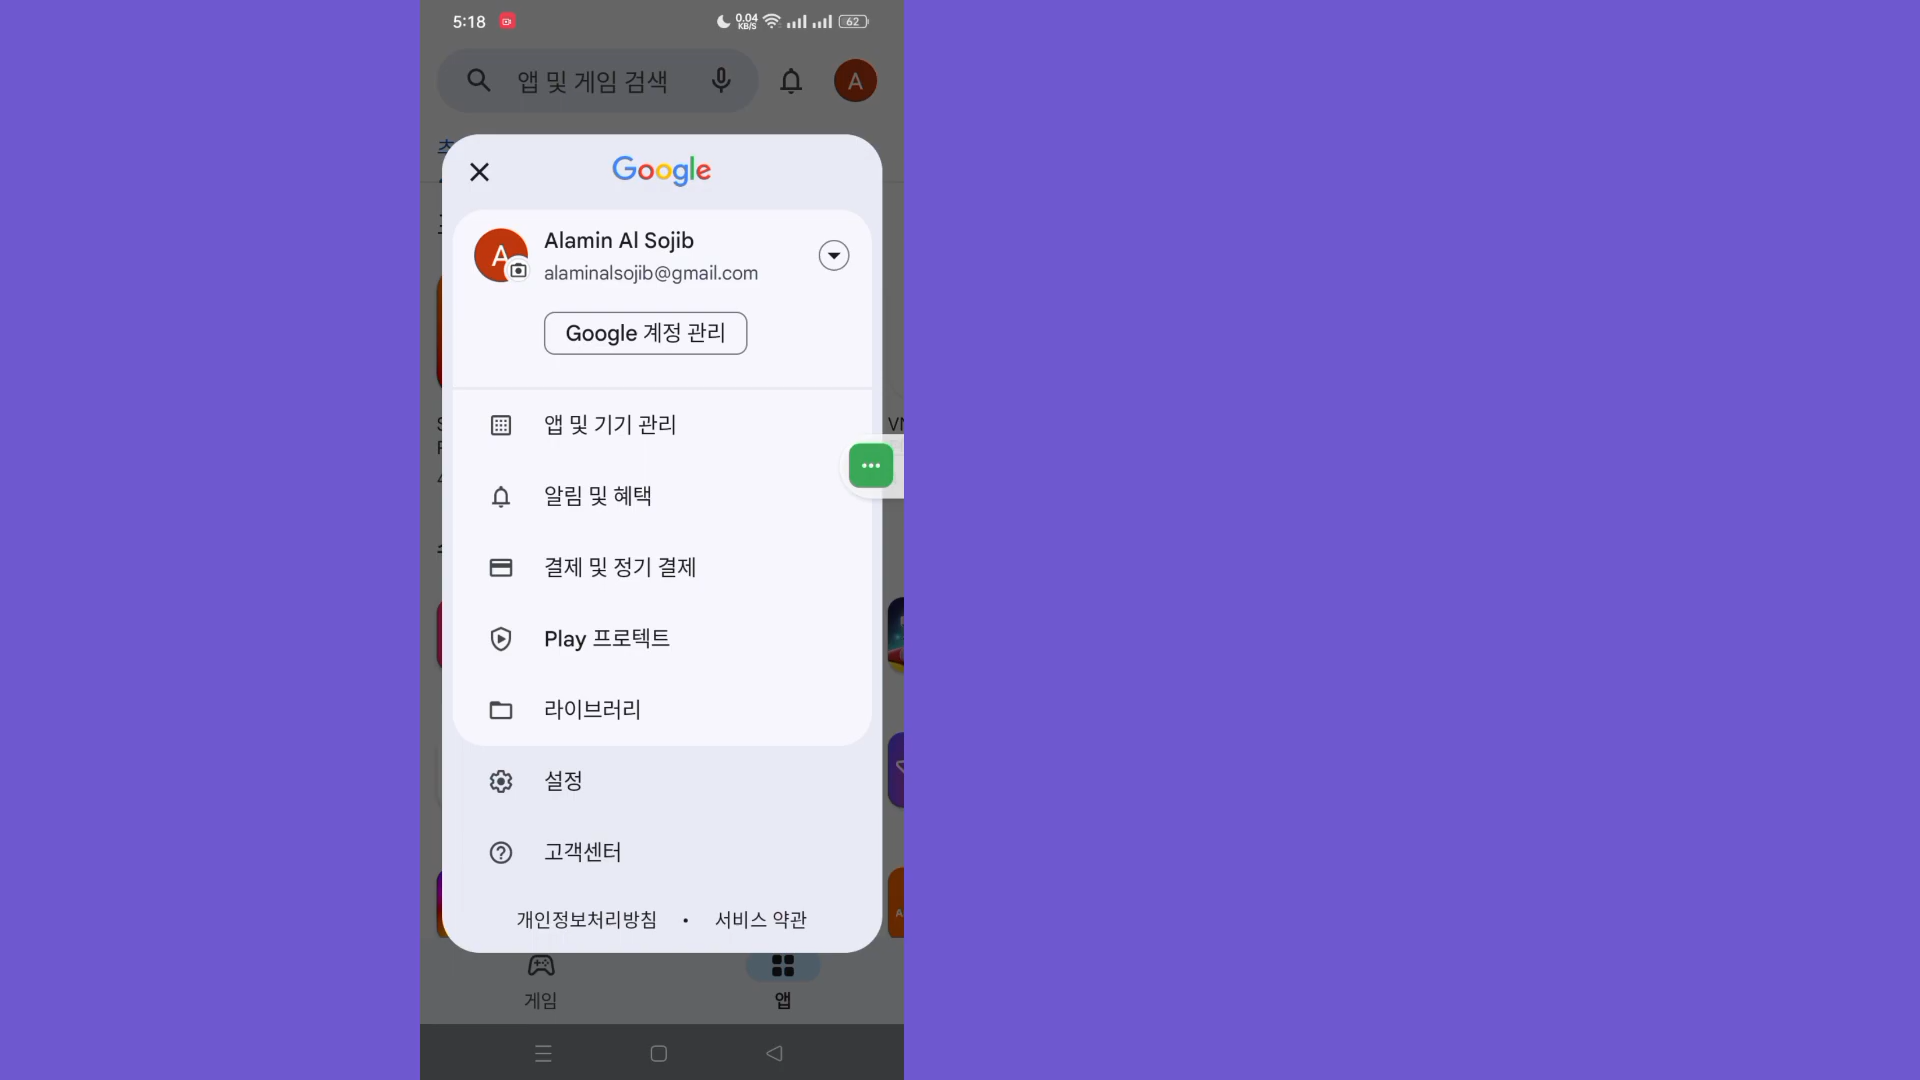 5:18
0.04
KB/S
62
앱 및 게임 검색
A
Google
A
Alamin Al Sojib
alaminalsojib@gmail.com
Google 계정 관리
앱 및 기기 관리
알림 및 혜택
결제 및 정기 결제
Play 프로텍트
라이브러리
설정
고객센터
개인정보처리방침 • 서비스 약관
게임
앱